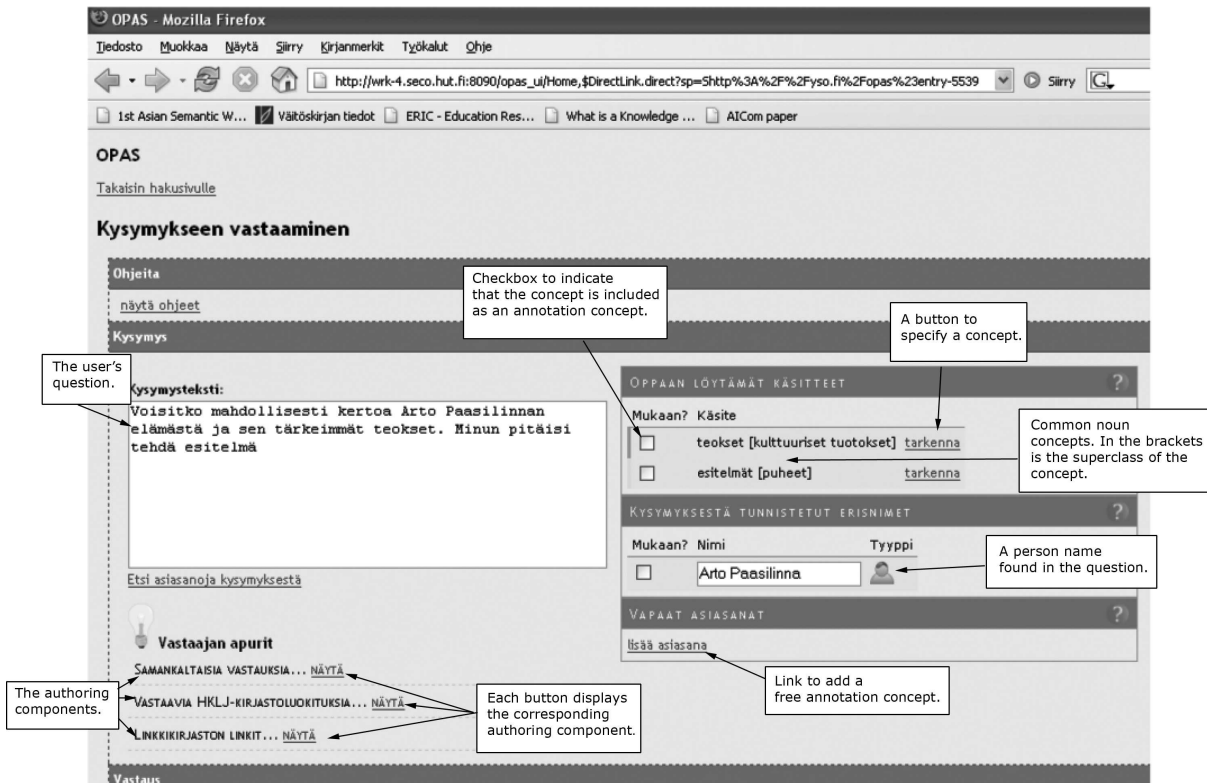 OPAS - Mozilla Firefox
Tiedosto Muokkaa Näytä Siirry Kirjanmerkit Työkalut Ohje
http://wrk-4.seco.hut.fi:8090/opas_ui/Home,$DirectLink.direct?sp=Shttp%3A%2F%2Fyso.fi%2Fopas%23entry-5539 Siirry G
1st Asian Semantic W... Väitöskirjan tiedot ERIC - Education Res... What is a Knowledge ... AICom paper
OPAS
Takaisin hakusivulle
Kysymykseen vastaaminen
Ohjeita
näytä ohjeet
Kysymys
Checkbox to indicate
that the concept is included
as an annotation concept.
A button to
specify a concept.
The user's
question.
Kysymysteksti:
Voisitko mahdollisesti kertoa Arto Paasilinnan
elämästä ja sen tärkeimmät teokset. Minun pitäisi
tehdä esitelmä
Etsi asiasanoja kysymyksestä
OPPAAN LÖYTÄMÄT KÄSITTEET ?
Mukaan? Käsite
teokset [kulttuuriset tuotokset] tarkenna
esitelmät [puheet] tarkenna
Common noun
concepts. In the brackets
is the superclass of the
concept.
KYSYMYKSESTÄ TUNNISTETUT ERISNIMET ?
Mukaan? Nimi Tyyppi
Arto Paasilinna
A person name
found in the question.
VAPAAT ASIASANAT ?
lisää asiasana
Link to add a
free annotation concept.
Vastaajan apurit
SAMANKALTAISIA VASTAUKSIA... NÄYTÄ
VASTAAVIA HKLJ-KIRJASTOLUOKITUKSIA... NÄYTÄ
LINKKIKIRJASTON LINKIT... NÄYTÄ
The authoring
components.
Each button displays
the corresponding
authoring component.
Vastaus